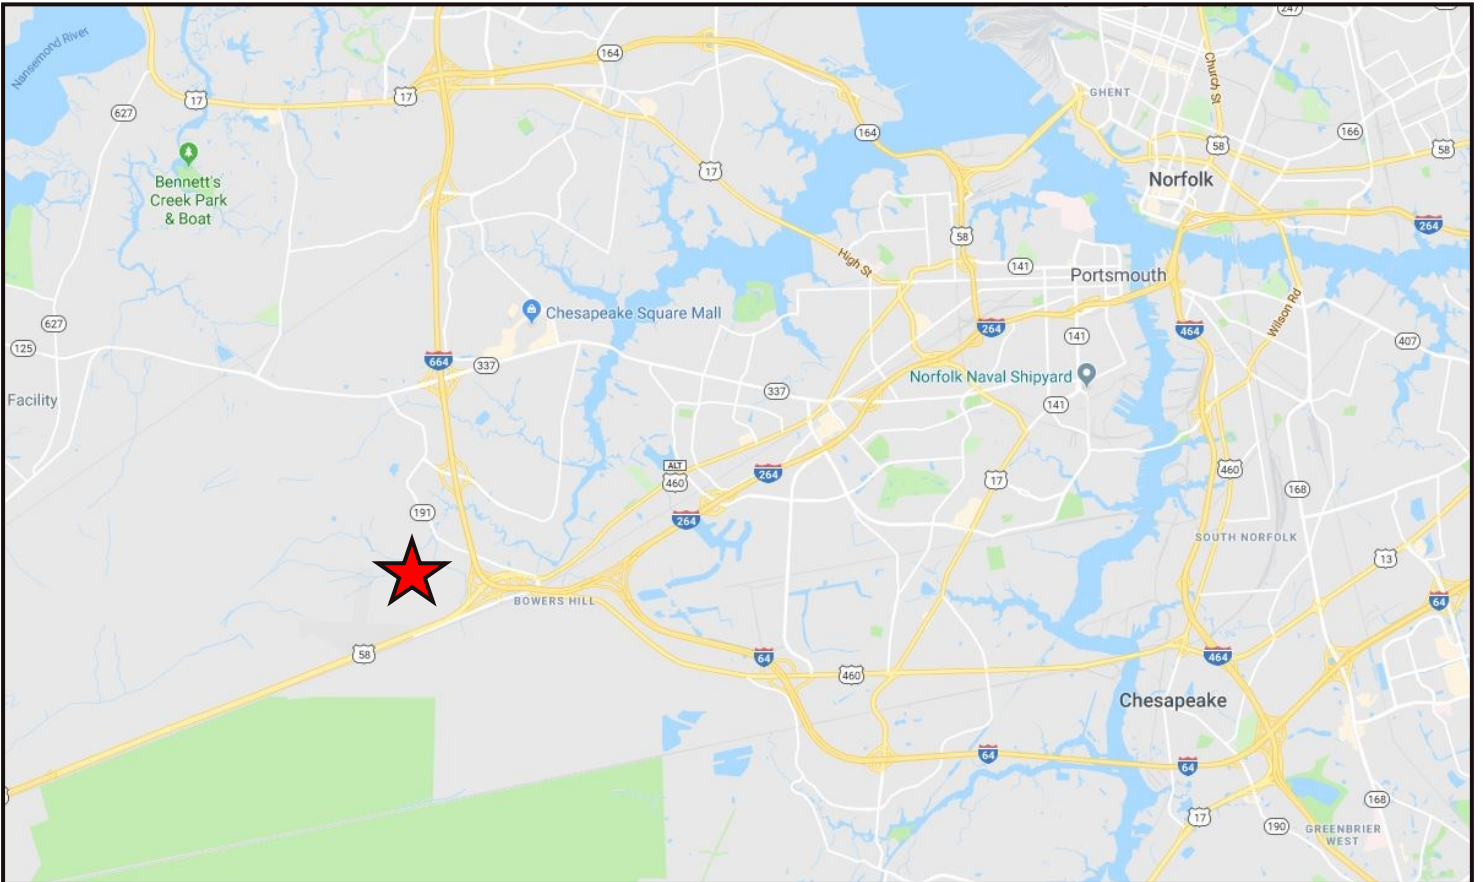 Nansemond River
247
164
17
17
627
GHENT
Church St
164
166
58
58
17
Bennett's
Creek Park
& Boat
Norfolk
264
58
High St
141
Portsmouth
Chesapeake Square Mall
627
264
464
Wilson Rd
125
141
407
664
337
Norfolk Naval Shipyard
337
Facility
141
ALT
460
264
460
17
168
191
264
SOUTH NORFOLK
13
BOWERS HILL
64
58
64
464
460
Chesapeake
64
64
168
17
190
GREENBRIER
WEST